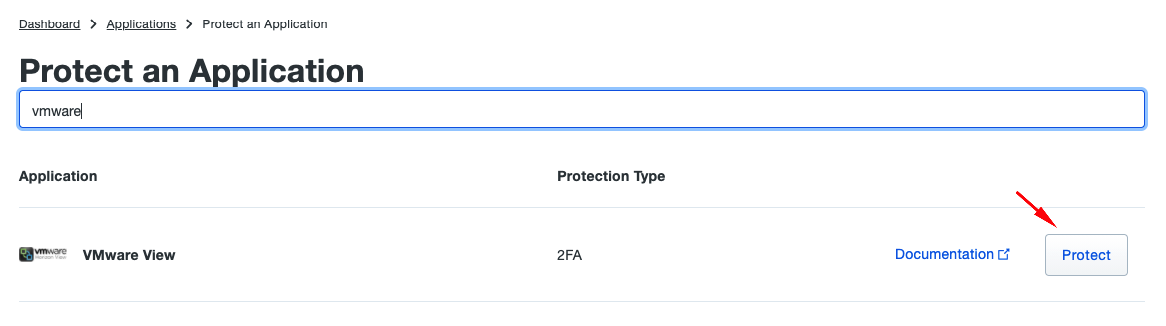 Dashboard > Applications > Protect an Application
Protect an Application
vmware
Application Protection Type
vmware Horizon View VMware View 2FA Documentation Protect